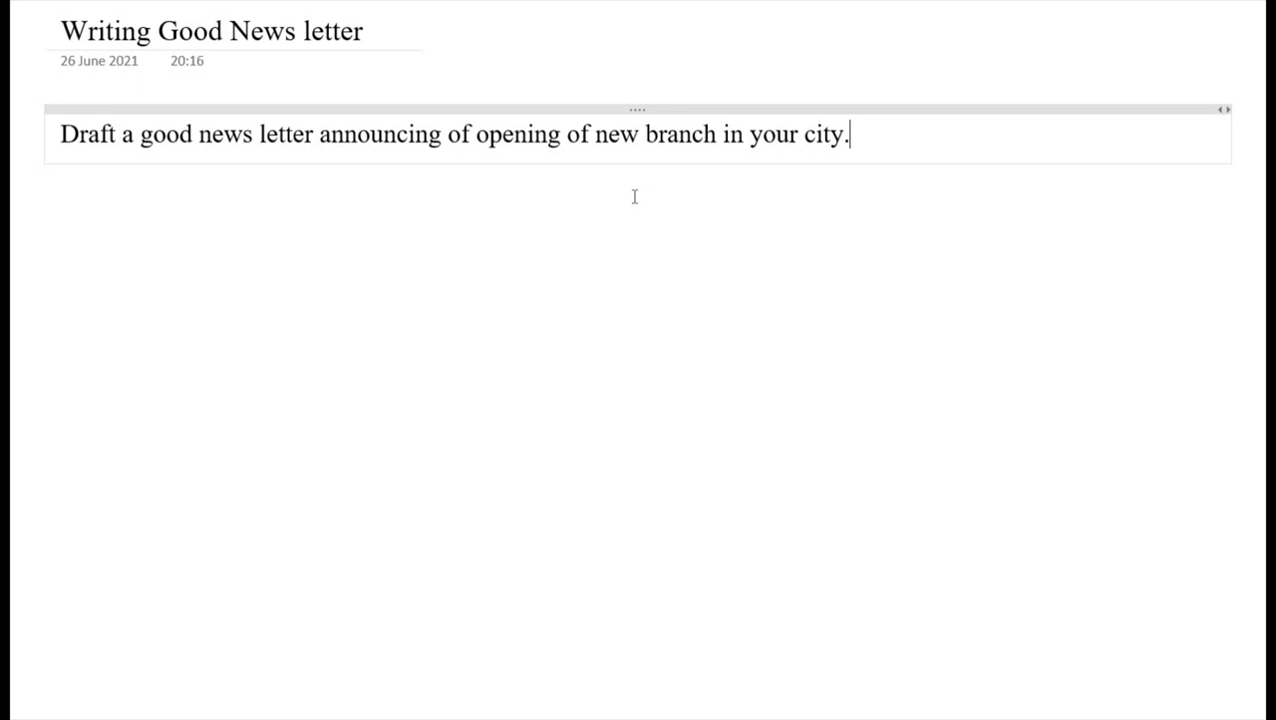 Writing Good News letter
26 June 2021 20:16
Draft a good news letter announcing of opening of new branch in your city.